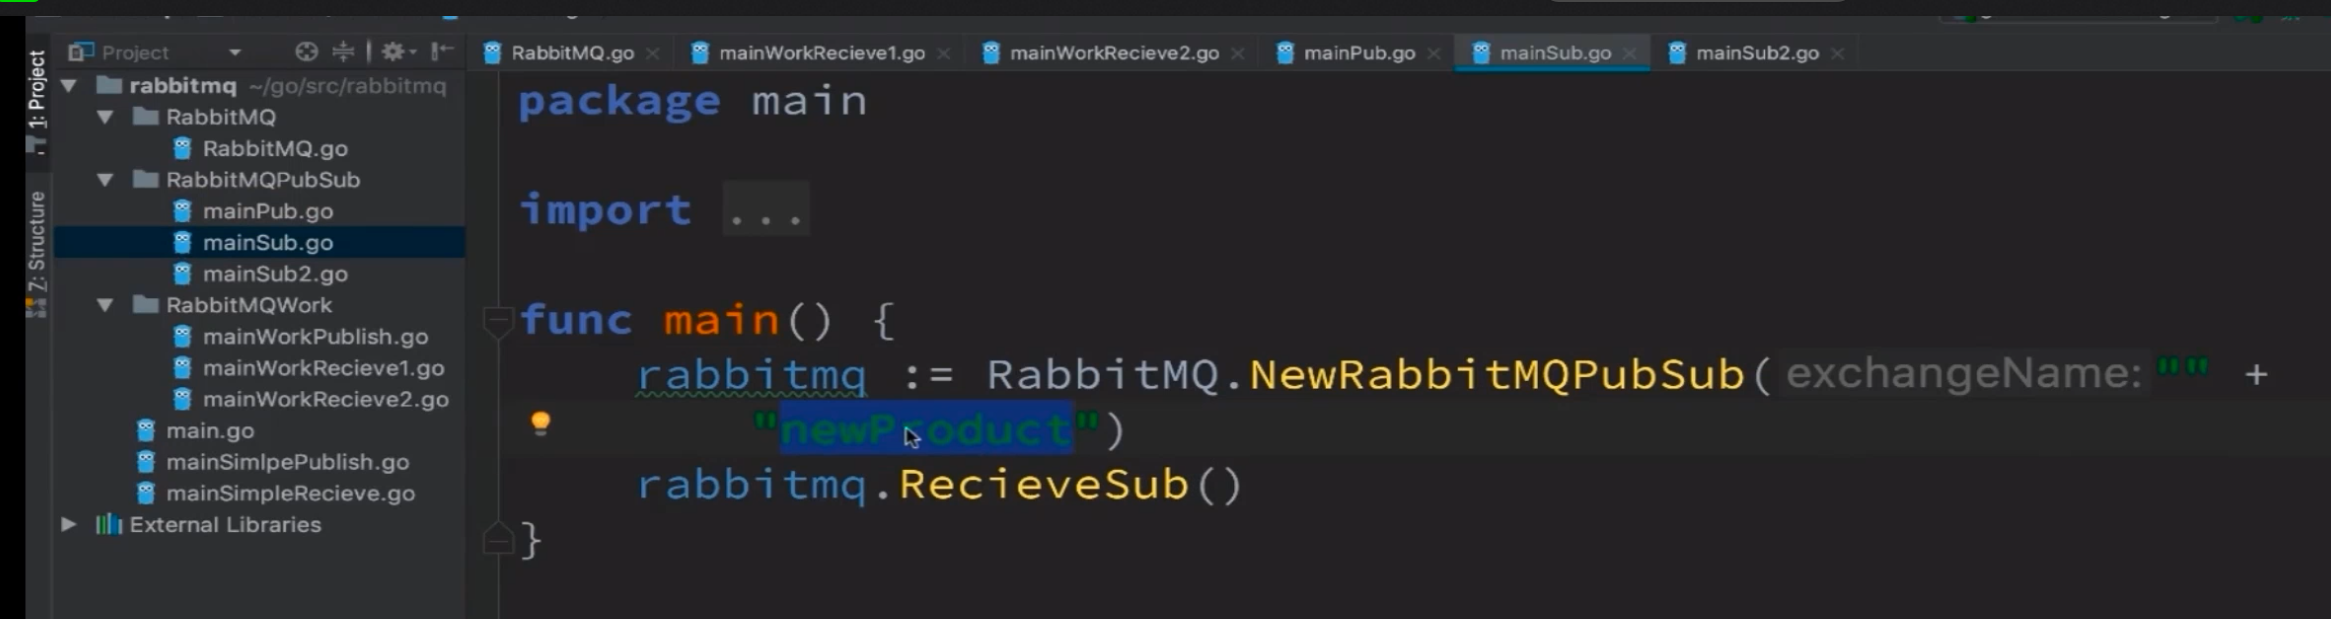 Project
RabbitMQ.go
mainWorkRecieve1.go
mainWorkRecieve2.go
mainPub.go
mainSub.go
mainSub2.go
1: Project
Z: Structure
rabbitmq ~/go/src/rabbitmq
RabbitMQ
RabbitMQ.go
RabbitMQPubSub
mainPub.go
mainSub.go
mainSub2.go
RabbitMQWork
mainWorkPublish.go
mainWorkRecieve1.go
mainWorkRecieve2.go
main.go
mainSimlpePublish.go
mainSimpleRecieve.go
External Libraries
package main
import ...
func main() {
rabbitmq := RabbitMQ.NewRabbitMQPubSub( exchangeName: "" +
"newProduct")
rabbitmq.RecieveSub()
}